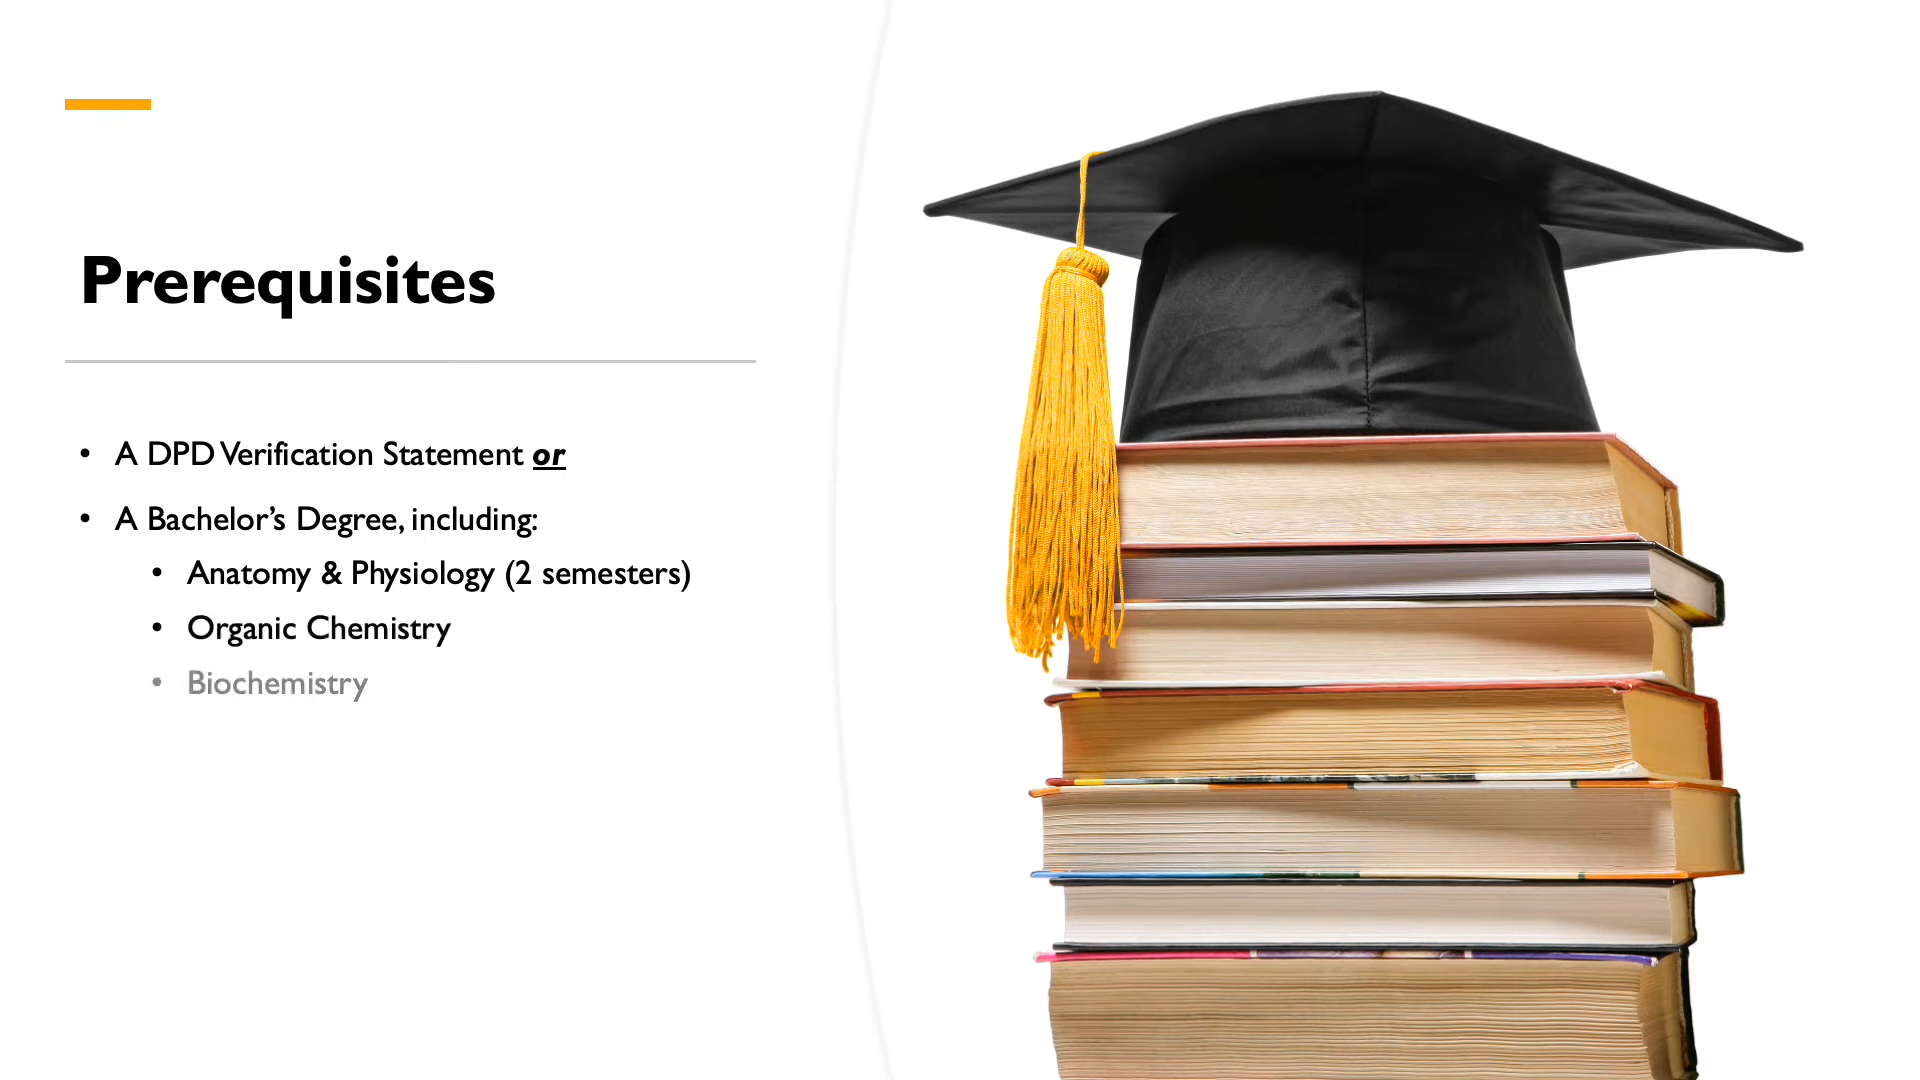 Prerequisites
• A DPD Verification Statement or
• A Bachelor’s Degree, including:
• Anatomy & Physiology (2 semesters)
• Organic Chemistry
• Biochemistry